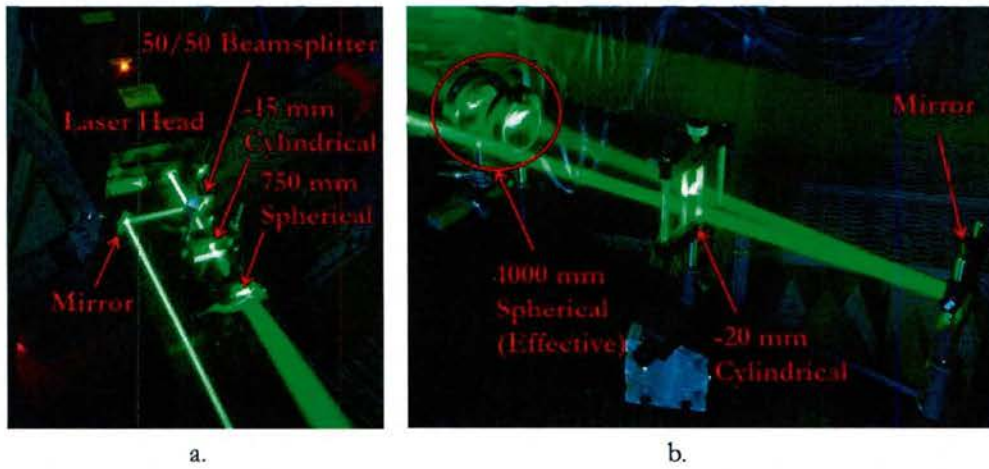 50/50 Beamsplitter
-15 mm
Laser Head
Cylindrical
750 mm
Spherical
Mirror
Mirror
4000 mm
Spherical
(Effective)
-20 mm
Cylindrical
a.
b.